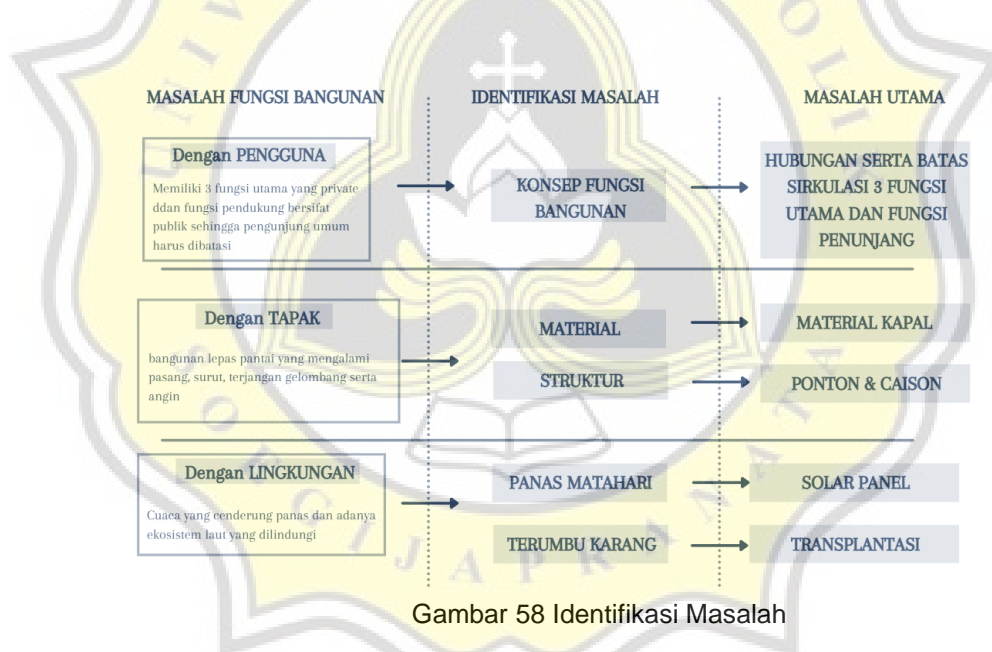 MASALAH FUNGSI BANGUNAN
IDENTIFIKASI MASALAH
MASALAH UTAMA
Dengan PENGGUNA
Memiliki 3 fungsi utama yang private
ddan fungsi pendukung bersifat
publik sehingga pengunjung umum
harus dibatasi
KONSEP FUNGSI
BANGUNAN
HUBUNGAN SERTA BATAS
SIRKULASI 3 FUNGSI
UTAMA DAN FUNGSI
PENUNJANG
Dengan TAPAK
bangunan lepas pantai yang mengalami
pasang, surut, terjangan gelombang serta
angin
MATERIAL
MATERIAL KAPAL
STRUKTUR
PONTON & CAISON
Dengan LINGKUNGAN
Cuaca yang cenderung panas dan adanya
ekosistem laut yang dilindungi
PANAS MATAHARI
SOLAR PANEL
TERUMBU KARANG
TRANSPLANTASI
SOEGIJAPRANATA
Gambar 58 Identifikasi Masalah